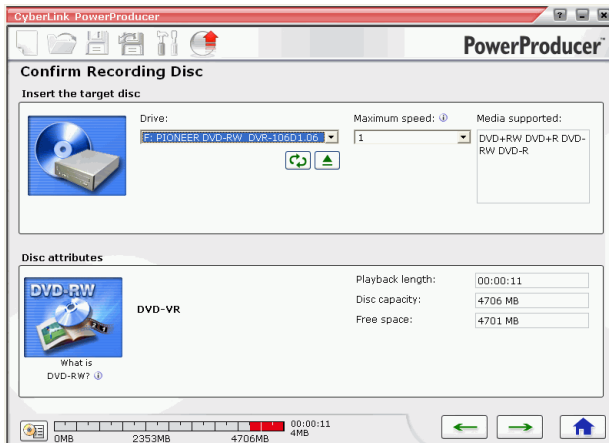 CyberLink PowerProducer
PowerProducer™
Confirm Recording Disc
Insert the target disc
Drive:
Maximum speed:
Media supported:
F: PIONEER DVD-RW DVR-106D1.06
1
DVD+RW DVD+R DVD-
RW DVD-R
Disc attributes
DVD-RW
DVD-VR
What is
DVD-RW?
Playback length:
00:00:11
Disc capacity:
4706 MB
Free space:
4701 MB
0MB
2353MB
4706MB
00:00:11
4MB